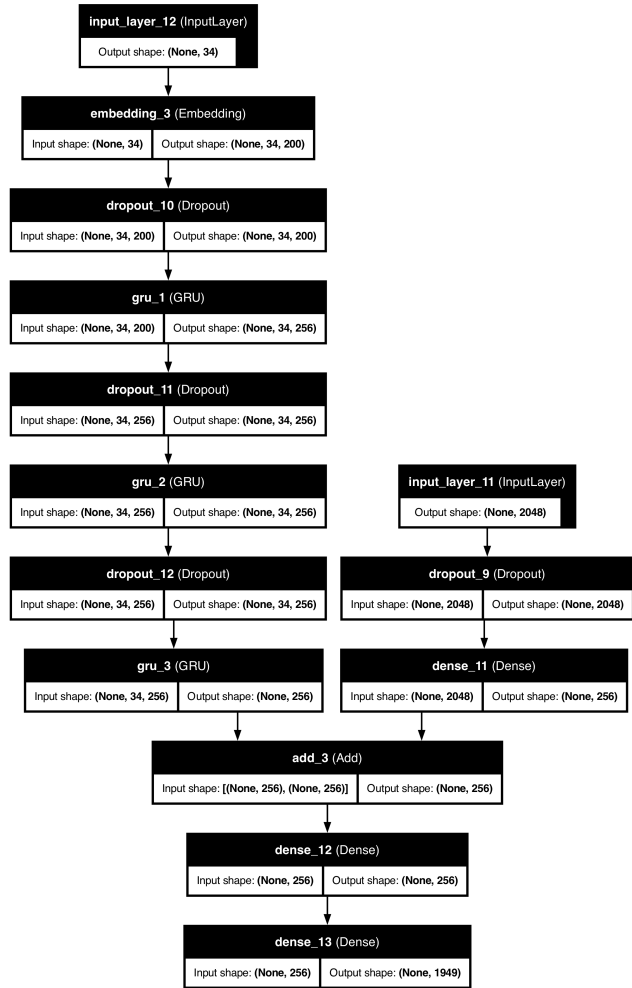 input_layer_12 (InputLayer)
Output shape: (None, 34)
embedding_3 (Embedding)
Input shape: (None, 34) Output shape: (None, 34, 200)
dropout_10 (Dropout)
Input shape: (None, 34, 200) Output shape: (None, 34, 200)
gru_1 (GRU)
Input shape: (None, 34, 200) Output shape: (None, 34, 256)
dropout_11 (Dropout)
Input shape: (None, 34, 256) Output shape: (None, 34, 256)
gru_2 (GRU)
Input shape: (None, 34, 256) Output shape: (None, 34, 256)
input_layer_11 (InputLayer)
Output shape: (None, 2048)
dropout_12 (Dropout)
Input shape: (None, 34, 256) Output shape: (None, 34, 256)
dropout_9 (Dropout)
Input shape: (None, 2048) Output shape: (None, 2048)
gru_3 (GRU)
Input shape: (None, 34, 256) Output shape: (None, 256)
dense_11 (Dense)
Input shape: (None, 2048) Output shape: (None, 256)
add_3 (Add)
Input shape: [(None, 256), (None, 256)] Output shape: (None, 256)
dense_12 (Dense)
Input shape: (None, 256) Output shape: (None, 256)
dense_13 (Dense)
Input shape: (None, 256) Output shape: (None, 1949)